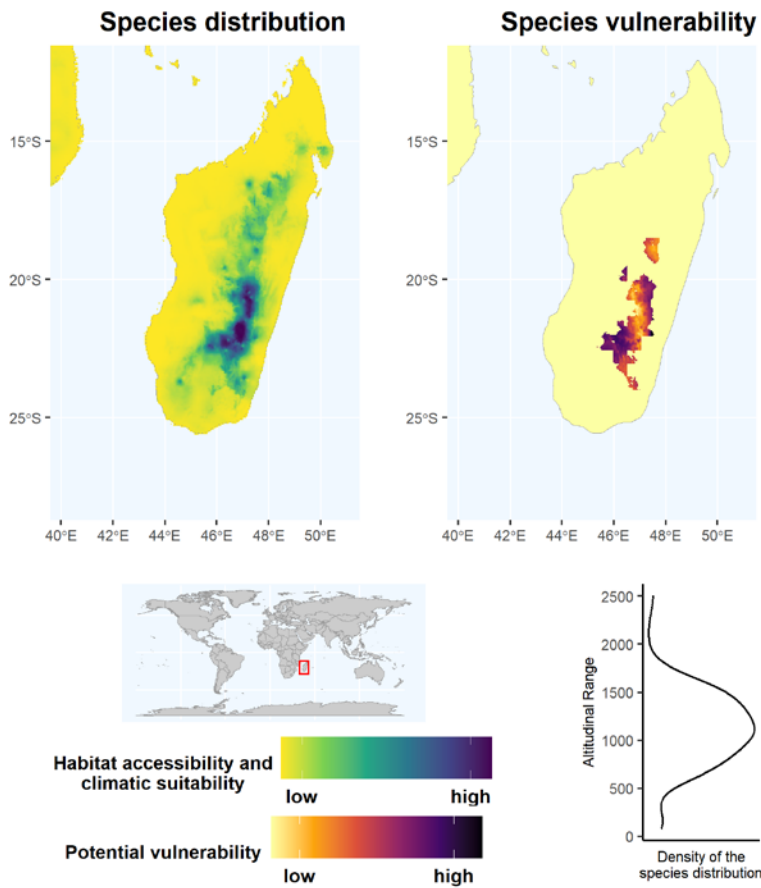 Species distribution
Species vulnerability
15°S
20°S
25°S
40°E 42°E 44°E 46°E 48°E 50°E
15°S
20°S
25°S
40°E 42°E 44°E 46°E 48°E 50°E
Habitat accessibility and
climatic suitability
low high
Potential vulnerability
low high
Altitudinal Range
2500
2000
1500
1000
500
0
Density of the
species distribution